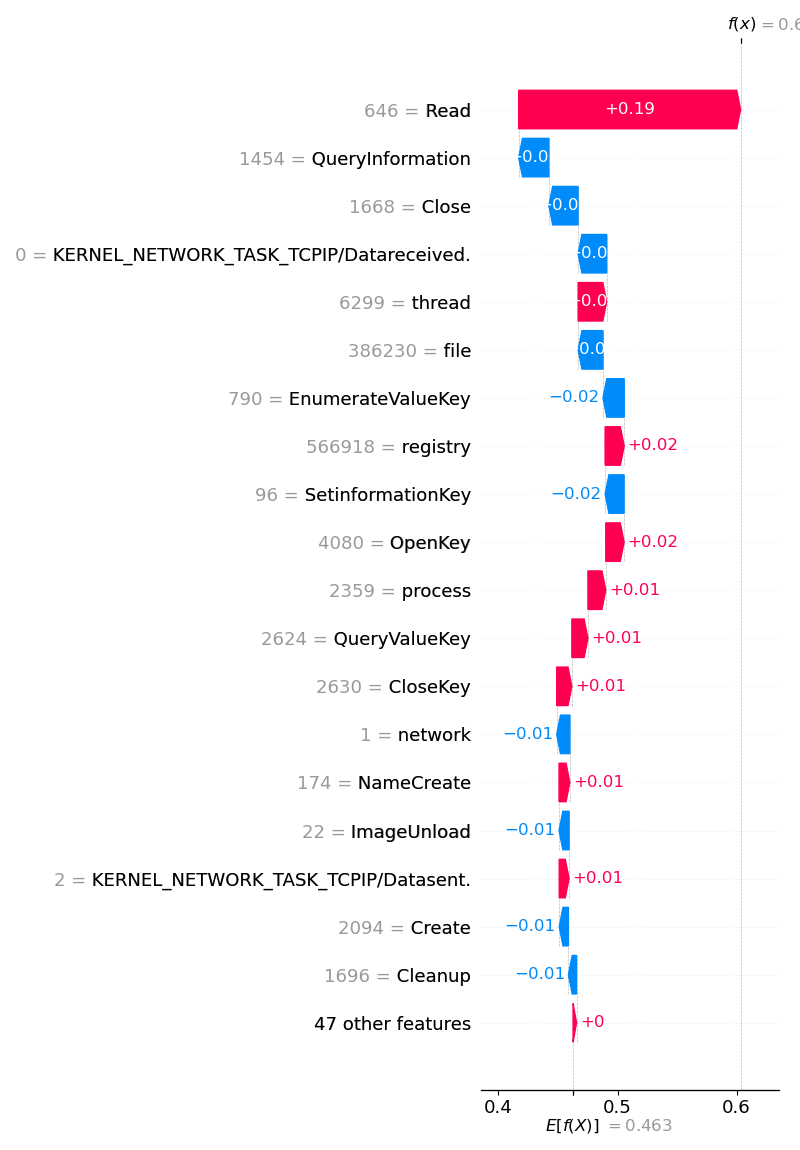 f(x) = 0.6
646 = Read
+0.19
1454 = QueryInformation
1668 = Close
0 = KERNEL_NETWORK_TASK_TCPIP/Datareceived.
6299 = thread
386230 = file
790 = EnumerateValueKey
−0.02
566918 = registry
+0.02
96 = SetinformationKey
−0.02
4080 = OpenKey
+0.02
2359 = process
+0.01
2624 = QueryValueKey
+0.01
2630 = CloseKey
+0.01
1 = network
−0.01
174 = NameCreate
+0.01
22 = ImageUnload
−0.01
2 = KERNEL_NETWORK_TASK_TCPIP/Datasent.
+0.01
2094 = Create
−0.01
1696 = Cleanup
−0.01
47 other features
+0
0.4 0.5 0.6
E[f(X)] = 0.463